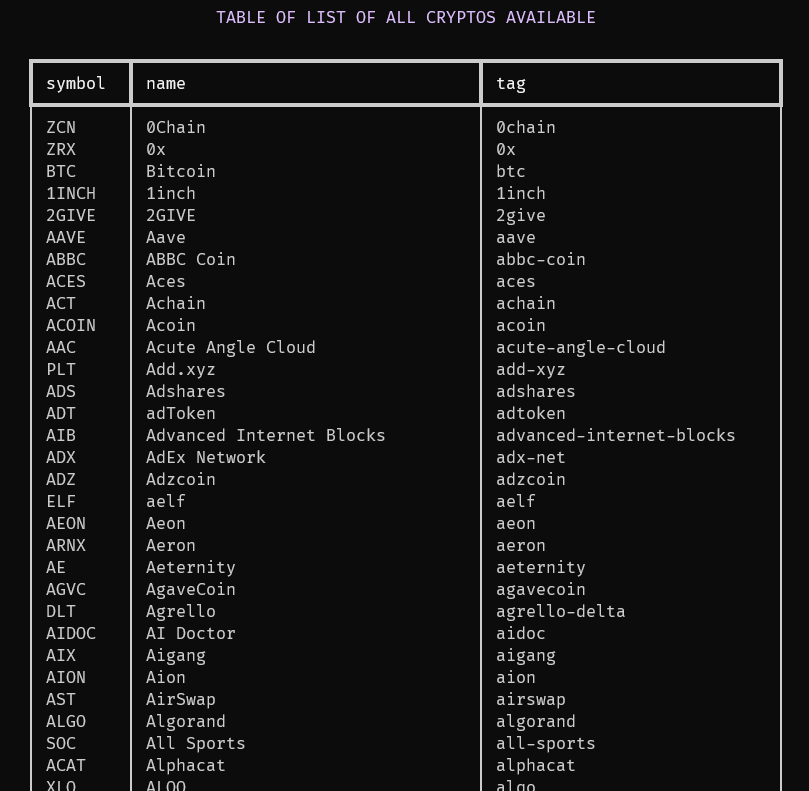 TABLE OF LIST OF ALL CRYPTOS AVAILABLE
symbol name tag
ZCN 0Chain 0chain
ZRX 0x 0x
BTC Bitcoin btc
1INCH 1inch 1inch
2GIVE 2GIVE 2give
AAVE Aave aave
ABBC ABBC Coin abbc-coin
ACES Aces aces
ACT Achain achain
ACOIN Acoin acoin
AAC Acute Angle Cloud acute-angle-cloud
PLT Add.xyz add-xyz
ADS Adshares adshares
ADT adToken adtoken
AIB Advanced Internet Blocks advanced-internet-blocks
ADX AdEx Network adx-net
ADZ Adzcoin adzcoin
ELF aelf aelf
AEON Aeon aeon
ARNX Aeron aeron
AE Aeternity aeternity
AGVC AgaveCoin agavecoin
DLT Agrello agrello-delta
AIDOC AI Doctor aidoc
AIX Aigang aigang
AION Aion aion
AST AirSwap airswap
ALGO Algorand algorand
SOC All Sports all-sports
ACAT Alphacat alphacat